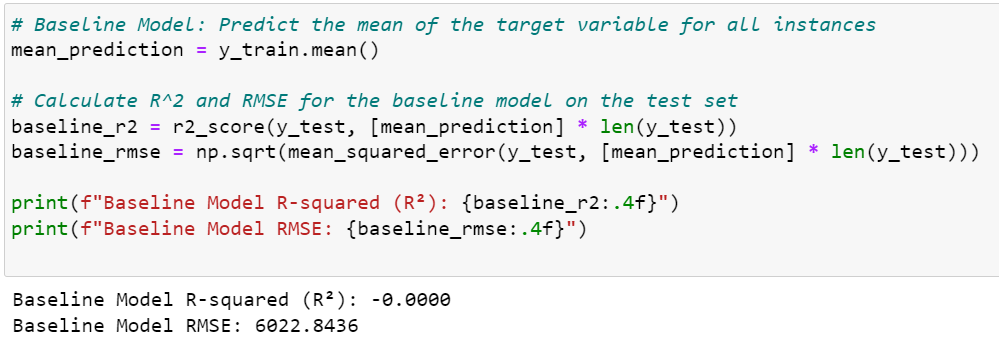 # Baseline Model: Predict the mean of the target variable for all instances
mean_prediction = y_train.mean()
# Calculate R^2 and RMSE for the baseline model on the test set
baseline_r2 = r2_score(y_test, [mean_prediction] * len(y_test))
baseline_rmse = np.sqrt(mean_squared_error(y_test, [mean_prediction] * len(y_test)))
print(f"Baseline Model R-squared (R²): {baseline_r2:.4f}")
print(f"Baseline Model RMSE: {baseline_rmse:.4f}")
Baseline Model R-squared (R²): -0.0000
Baseline Model RMSE: 6022.8436